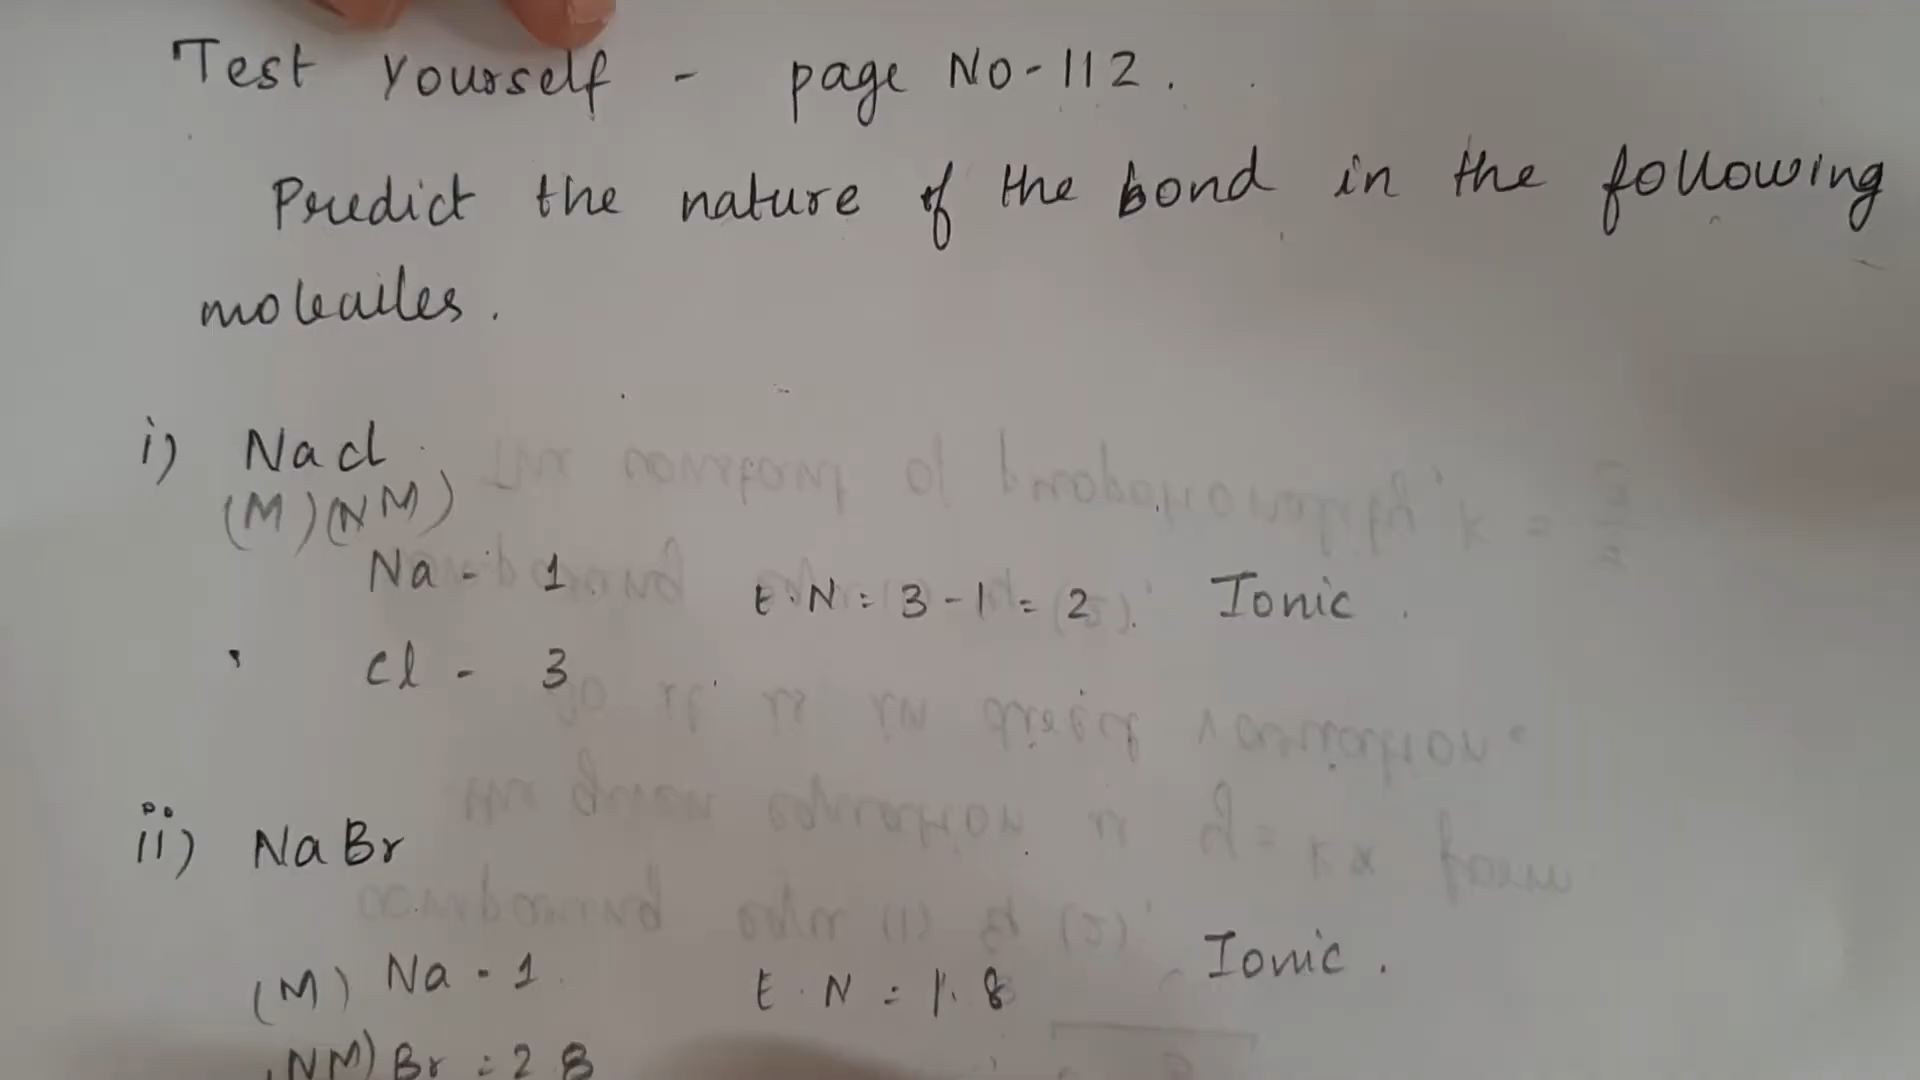 Test Yourself - page No-112.
Predict the nature of the bond in the following
molecules.
i) Nacl
(M)(NM)
Na - 1 E.N = 3-1 = 2. Ionic.
Cl - 3
ii) NaBr
(M) Na - 1. E.N = 1.8 Ionic.
NM) Br = 2.8